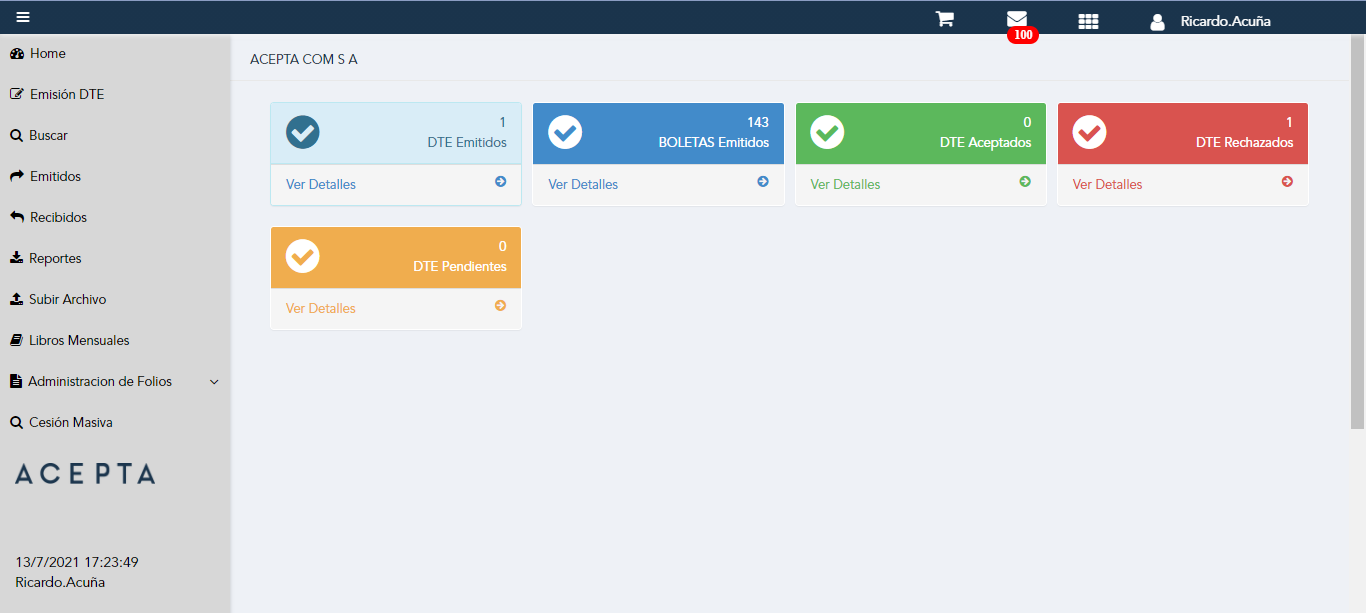 Ricardo.Acuña
100
Home
Emisión DTE
Buscar
Emitidos
Recibidos
Reportes
Subir Archivo
Libros Mensuales
Administracion de Folios
Cesión Masiva
ACEPTA
13/7/2021 17:23:49
Ricardo.Acuña
ACEPTA COM S A
1
DTE Emitidos
Ver Detalles
143
BOLETAS Emitidos
Ver Detalles
0
DTE Aceptados
Ver Detalles
1
DTE Rechazados
Ver Detalles
0
DTE Pendientes
Ver Detalles